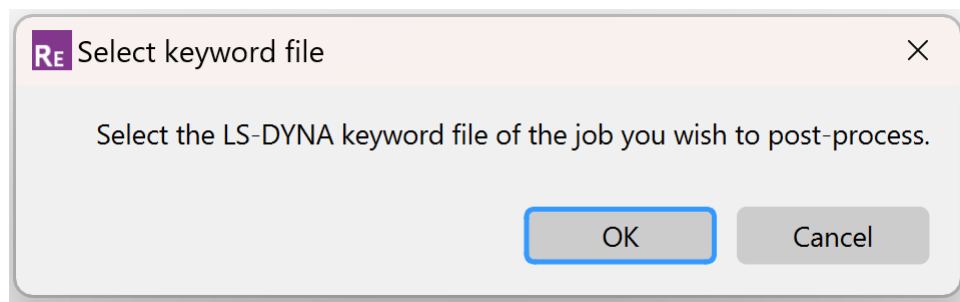 RE Select keyword file
Select the LS-DYNA keyword file of the job you wish to post-process.
OK Cancel